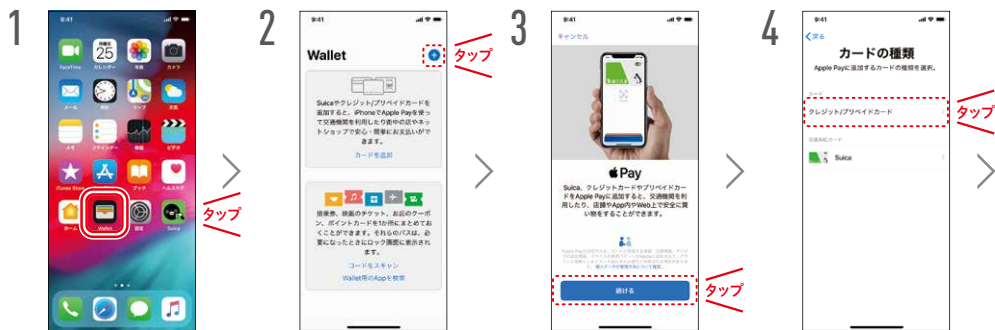 1
9:41
FaceTime
月曜日
25
カレンダー
写真
カメラ
メール
時計
マップ
天気
メモ
リマインダー
株価
ビデオ
iTunes Store
ブック
ヘルスケア
ホーム
Wallet
設定
Suica
タップ
2
9:41
Wallet
タップ
Suicaやクレジット/プリペイドカードを
追加すると、iPhoneでApple Payを使っ
て交通機関を利用したり街中の店やネッ
トショップで安心・簡単にお支払いがで
きます。
カードを追加
搭乗券、映画のチケット、お店のクーポ
ン、ポイントカードを1か所にまとめてお
くことができます。それらのパスは、必
要になったときにロック画面に表示され
ます。
コードをスキャン
Wallet用のAppを検索
3
9:41
キャンセル
Suica
Pay
Suica、クレジットカードやプリペイドカー
ドをApple Payに追加すると、交通機関を利
用したり、店舗やApp内やWeb上で安全に買
い物をすることができます。
続ける
タップ
4
9:41
戻る
カードの種類
Apple Payに追加するカードの種類を選択。
カード
クレジット/プリペイドカード
タップ
交通系ICカード
Suica